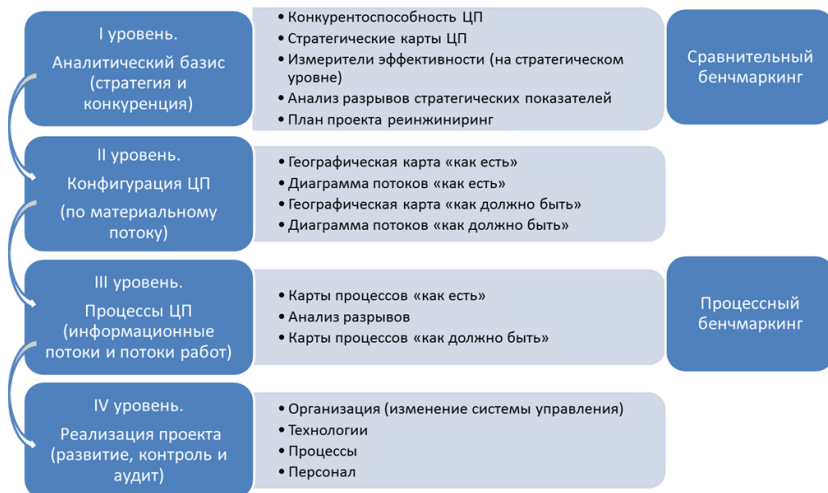 I уровень.
Аналитический базис
(стратегия и
конкуренция)
• Конкурентоспособность ЦП
• Стратегические карты ЦП
• Измерители эффективности (на стратегическом
уровне)
• Анализ разрывов стратегических показателей
• План проекта реинжиниринг
Сравнительный
бенчмаркинг
II уровень.
Конфигурация ЦП
(по материальному
потоку)
• Географическая карта «как есть»
• Диаграмма потоков «как есть»
• Географическая карта «как должно быть»
• Диаграмма потоков «как должно быть»
III уровень.
Процессы ЦП
(информационные
потоки и потоки работ)
• Карты процессов «как есть»
• Анализ разрывов
• Карты процессов «как должно быть»
Процессный
бенчмаркинг
IV уровень.
Реализация проекта
(развитие, контроль и
аудит)
• Организация (изменение системы управления)
• Технологии
• Процессы
• Персонал